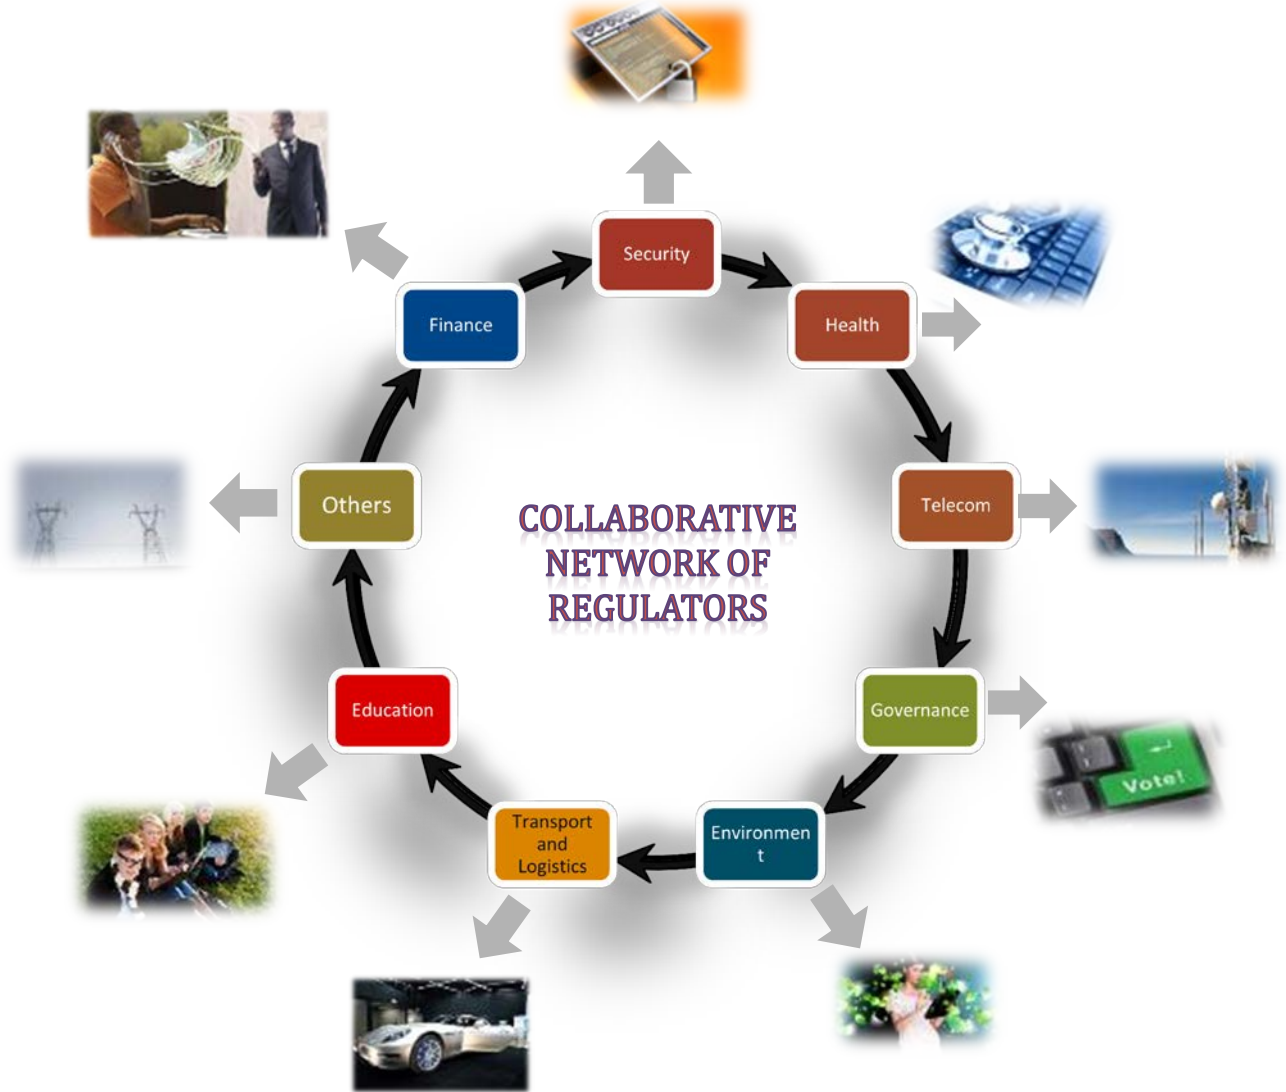 Security
Health
Finance
Telecom
Others
COLLABORATIVE
NETWORK OF
REGULATORS
Governance
Vote!
Education
Environmen
t
Transport
and
Logistics